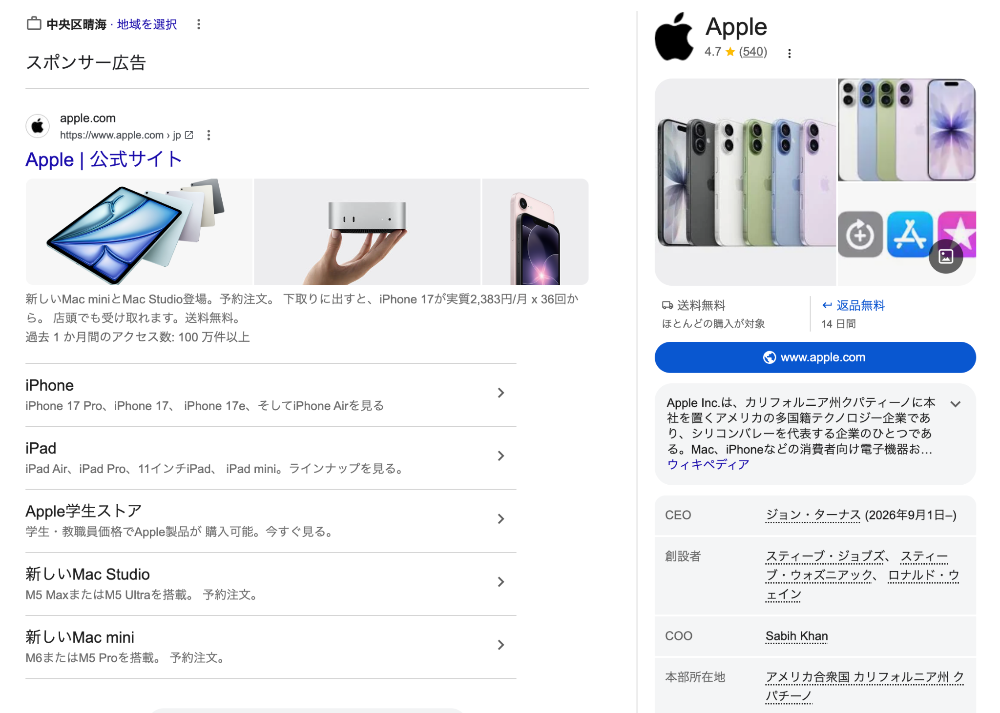 中央区晴海 · 地域を選択
スポンサー広告
apple.com
https://www.apple.com › jp
Apple | 公式サイト
新しいMac miniとMac Studio登場。予約注文。 下取りに出すと、iPhone 17が実質2,383円/月 x 36回か
ら。 店頭でも受け取れます。送料無料。
過去 1 か月間のアクセス数: 100 万件以上
iPhone
iPhone 17 Pro、iPhone 17、 iPhone 17e、そしてiPhone Airを見る
iPad
iPad Air、iPad Pro、11インチiPad、 iPad mini。ラインナップを見る。
Apple学生ストア
学生・教職員価格でApple製品が 購入可能。今すぐ見る。
新しいMac Studio
M5 MaxまたはM5 Ultraを搭載。 予約注文。
新しいMac mini
M6またはM5 Proを搭載。 予約注文。
Apple
4.7 ★ (540)
送料無料
ほとんどの購入が対象
返品無料
14 日間
www.apple.com
Apple Inc.は、カリフォルニア州クパティーノに本
社を置くアメリカの多国籍テクノロジー企業であ
り、シリコンバレーを代表する企業のひとつであ
る。Mac、iPhoneなどの消費者向け電子機器お...
ウィキペディア
CEO ジョン・ターナス (2026年9月1日–)
創設者 スティーブ・ジョブズ、 スティー
ブ・ウォズニアック、 ロナルド・ウ
ェイン
COO Sabih Khan
本部所在地 アメリカ合衆国 カリフォルニア州 ク
パチーノ